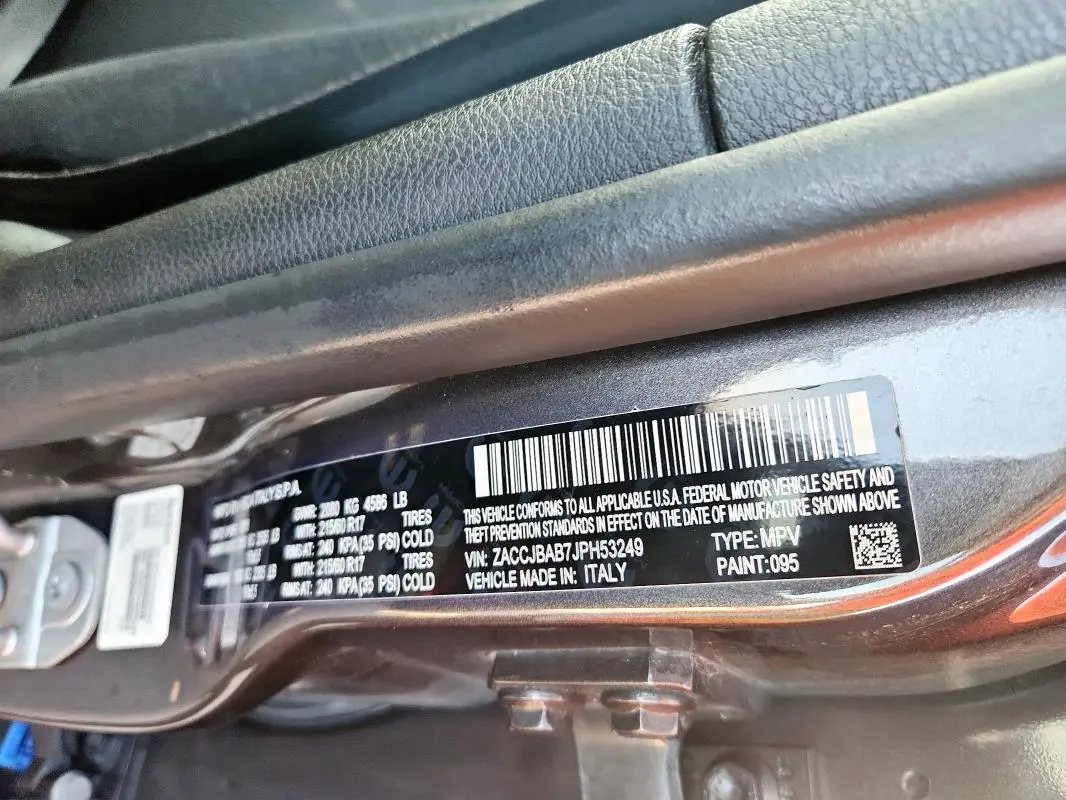 ITALY S.P.A.
GVWR: 2080 KG 4586 LB
WITH: 215/60 R17 TIRES
RIMS AT: 240 KPA(35 PSI) COLD
WITH: 215/60 R17 TIRES
RIMS AT: 240 KPA(35 PSI) COLD
THIS VEHICLE CONFORMS TO ALL APPLICABLE U.S.A. FEDERAL MOTOR VEHICLE SAFETY AND
THEFT PREVENTION STANDARDS IN EFFECT ON THE DATE OF MANUFACTURE SHOWN ABOVE
VIN: ZACCJBAB7JPH53249 TYPE: MPV
VEHICLE MADE IN: ITALY PAINT:095